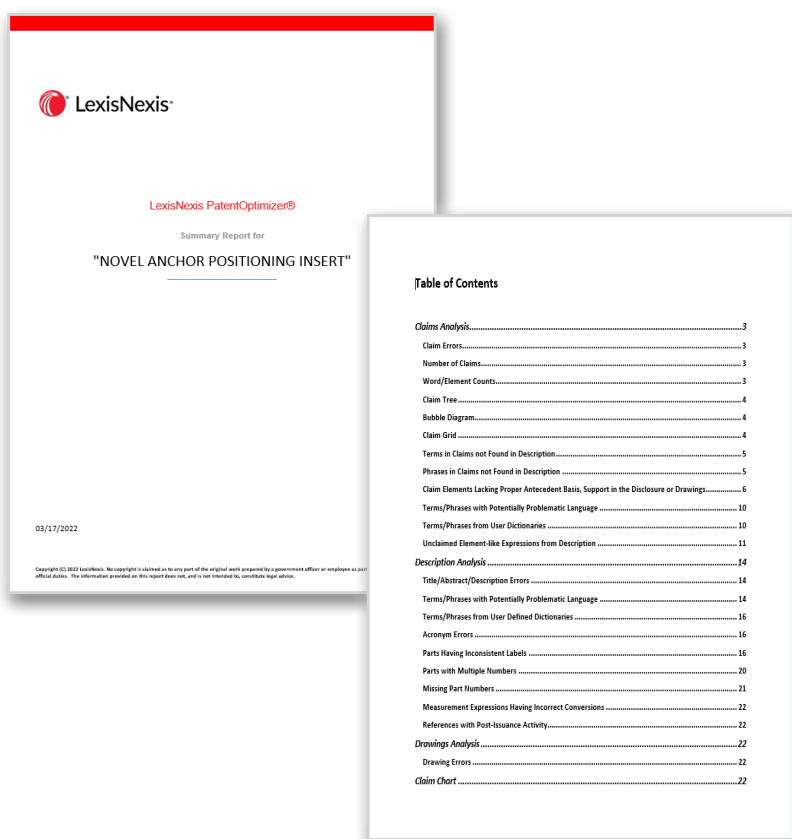 LexisNexis®
LexisNexis PatentOptimizer®
Summary Report for
"NOVEL ANCHOR POSITIONING INSERT"
03/17/2022
Copyright (C) 2022 LexisNexis. No copyright is claimed as to any part of the original work prepared by a government officer or employee as
official duties. The information provided on this report does not, and is not intended to, constitute legal advice.
Table of Contents
Claims Analysis 3
Claim Errors 3
Number of Claims 3
Word/Element Counts 3
Claim Tree 4
Bubble Diagram 4
Claim Grid 4
Terms in Claims not Found in Description 5
Phrases in Claims not Found in Description 5
Claim Elements Lacking Proper Antecedent Basis, Support in the Disclosure or Drawings 6
Terms/Phrases with Potentially Problematic Language 10
Terms/Phrases from User Dictionaries 10
Unclaimed Element-like Expressions from Description 11
Description Analysis 14
Title/Abstract/Description Errors 14
Terms/Phrases with Potentially Problematic Language 14
Terms/Phrases from User Defined Dictionaries 16
Acronym Errors 16
Parts Having Inconsistent Labels 16
Parts with Multiple Numbers 20
Missing Part Numbers 21
Measurement Expressions Having Incorrect Conversions 22
References with Post-Issuance Activity 22
Drawings Analysis 22
Drawing Errors 22
Claim Chart 22